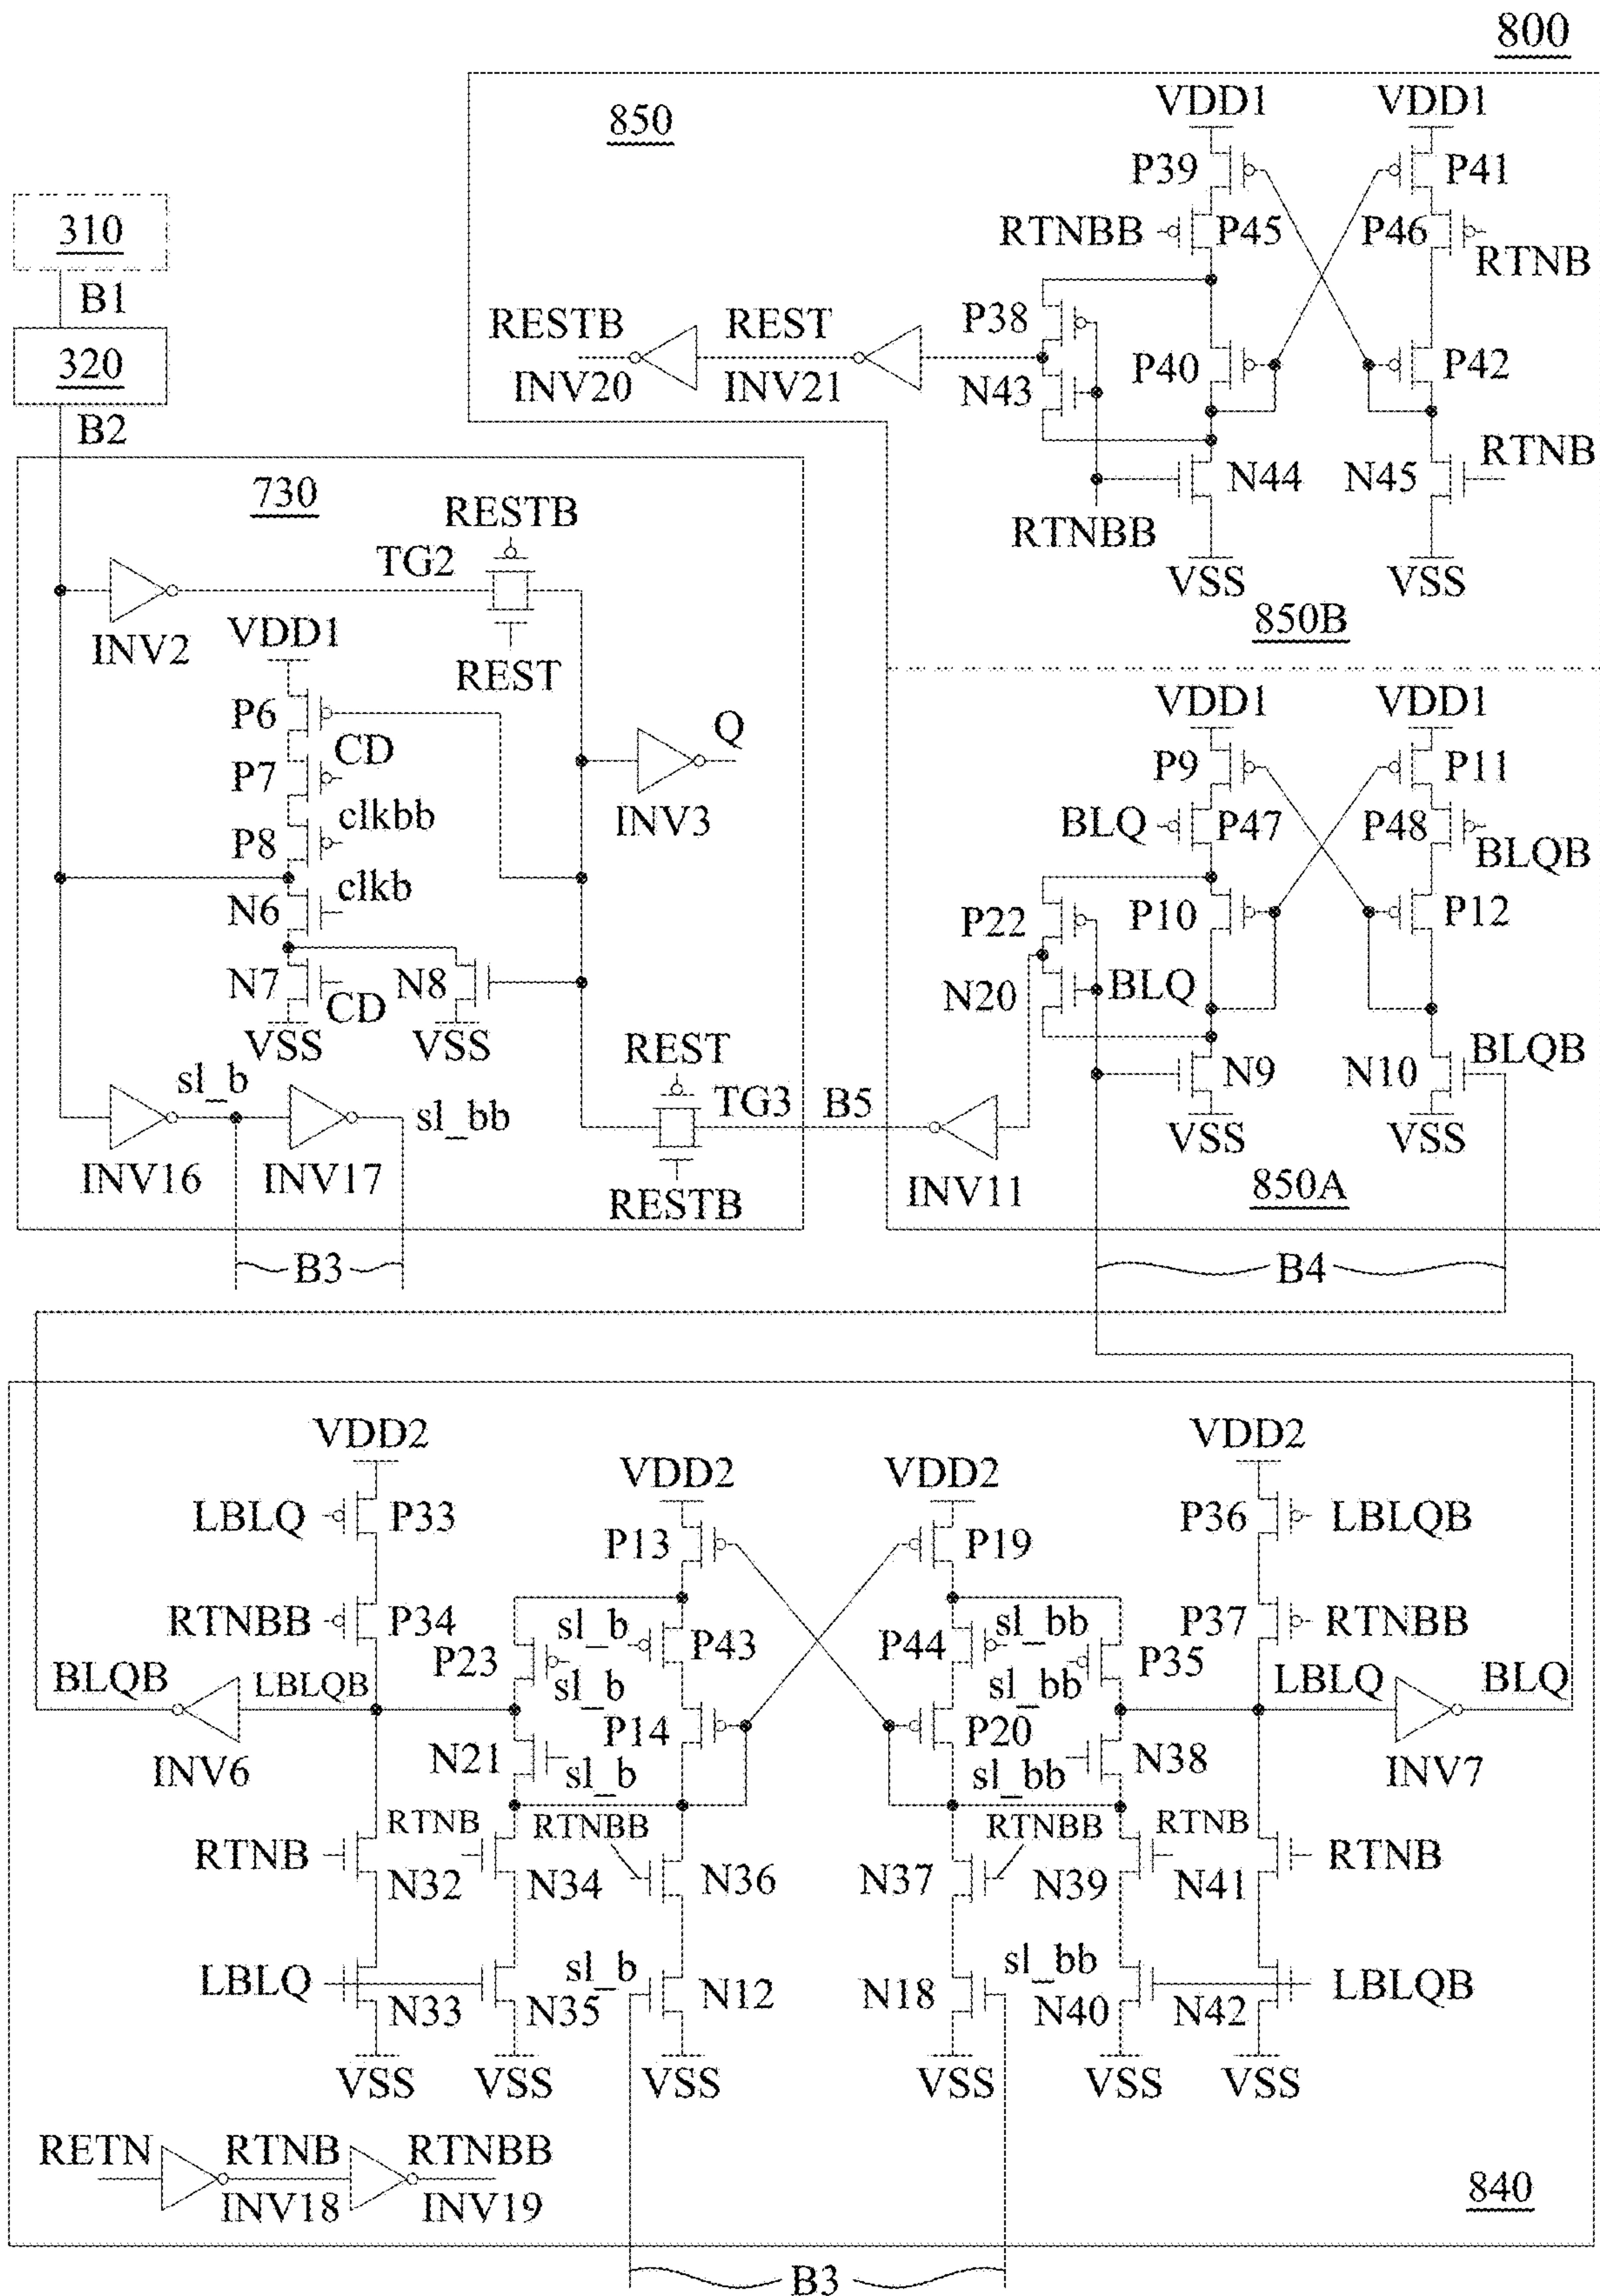 800
850
VDD1 VDD1
P39 P41
RTNBB P45 P46 RTNB
310
B1
320
B2
RESTB REST P38
INV20 INV21 N43 P40 P42
RTNB
N44 N45
RTNBB
VSS VSS
850B
730
RESTB
TG2
INV2
REST
VDD1
P6
CD
P7
clkbb
P8
clkb
N6
N7 CD N8
VSS VSS
Q
INV3
sl_b sl_bb
INV16 INV17
REST
TG3 B5
RESTB
INV11
VDD1 VDD1
P9 P11
BLQ P47 P48 BLQB
P22 P10 P12
N20 BLQ
BLQB
N9 N10
VSS VSS
850A
B3 B4
VDD2 VDD2 VDD2 VDD2
LBLQ P33 P13 P19 P36 LBLQB
RTNBB P34 P23 sl_b P43 P44 sl_bb P35 P37 RTNBB
BLQB LBLQB sl_b sl_bb LBLQ BLQ
INV6 N21 P14 P20 N38 INV7
sl_b sl_bb
RTNB RTNBB RTNBB RTNB
RTNB N32 N34 N36 N37 N39 N41 RTNB
LBLQ sl_b sl_bb LBLQB
N33 N35 N12 N18 N40 N42
VSS VSS VSS VSS VSS VSS
RETN RTNB RTNBB
INV18 INV19
840
B3